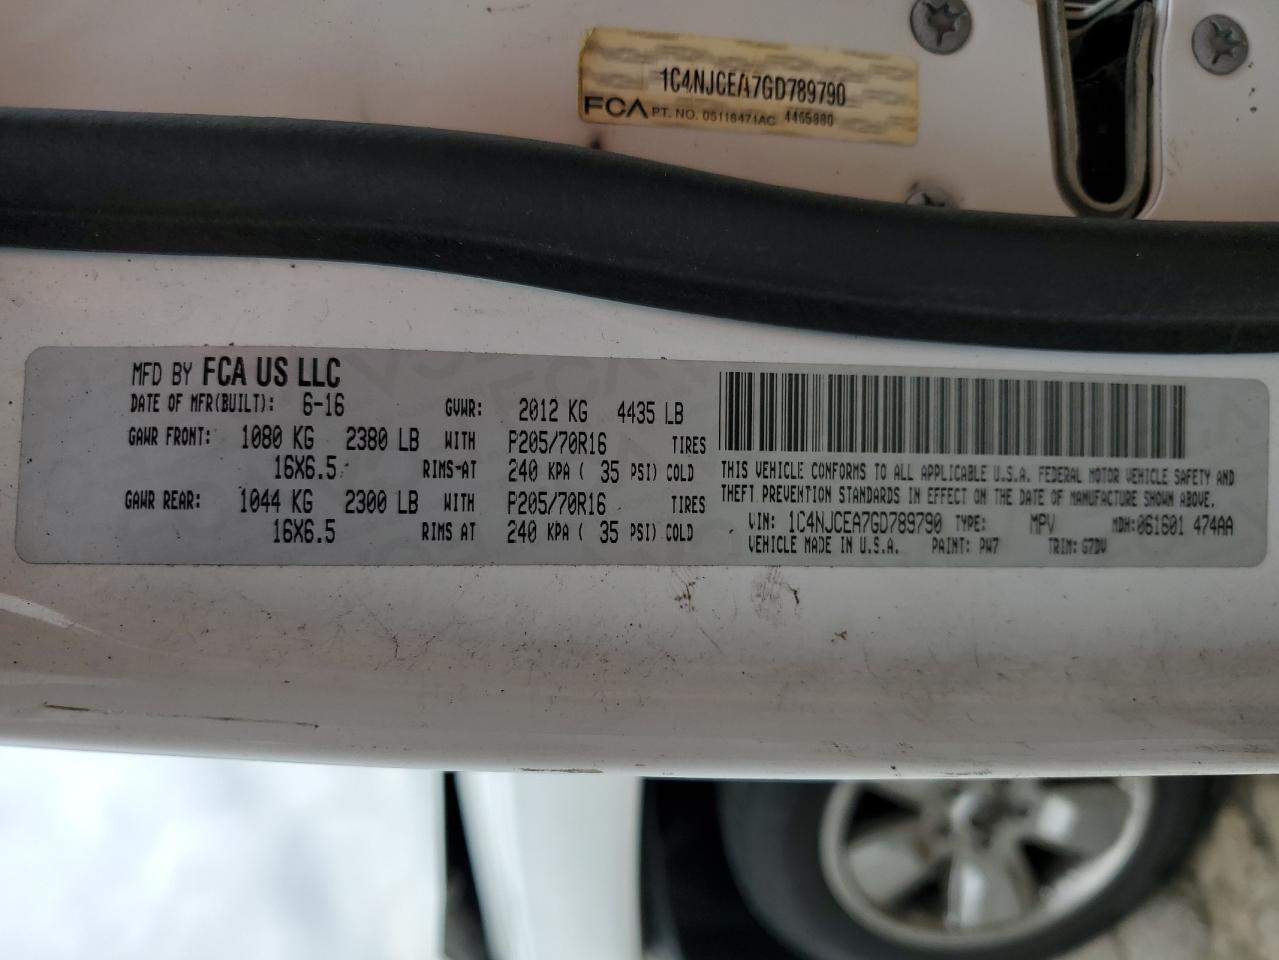 1C4NJCEA7GD789790
FCA PT. NO. 05116471AC 4465880
MFD BY FCA US LLC
DATE OF MFR(BUILT): 6-16 GVWR: 2012 KG 4435 LB
GAWR FRONT: 1080 KG 2380 LB WITH P205/70R16 TIRES
16X6.5 RIMS-AT 240 KPA ( 35 PSI) COLD
GAWR REAR: 1044 KG 2300 LB WITH P205/70R16 TIRES
16X6.5 RIMS AT 240 KPA ( 35 PSI) COLD
THIS VEHICLE CONFORMS TO ALL APPLICABLE U.S.A. FEDERAL MOTOR VEHICLE SAFETY AND
THEFT PREVENTION STANDARDS IN EFFECT ON THE DATE OF MANUFACTURE SHOWN ABOVE.
VIN: 1C4NJCEA7GD789790 TYPE: MPV MDH:061601 474AA
VEHICLE MADE IN U.S.A. PAINT: PW7 TRIM: G7DV